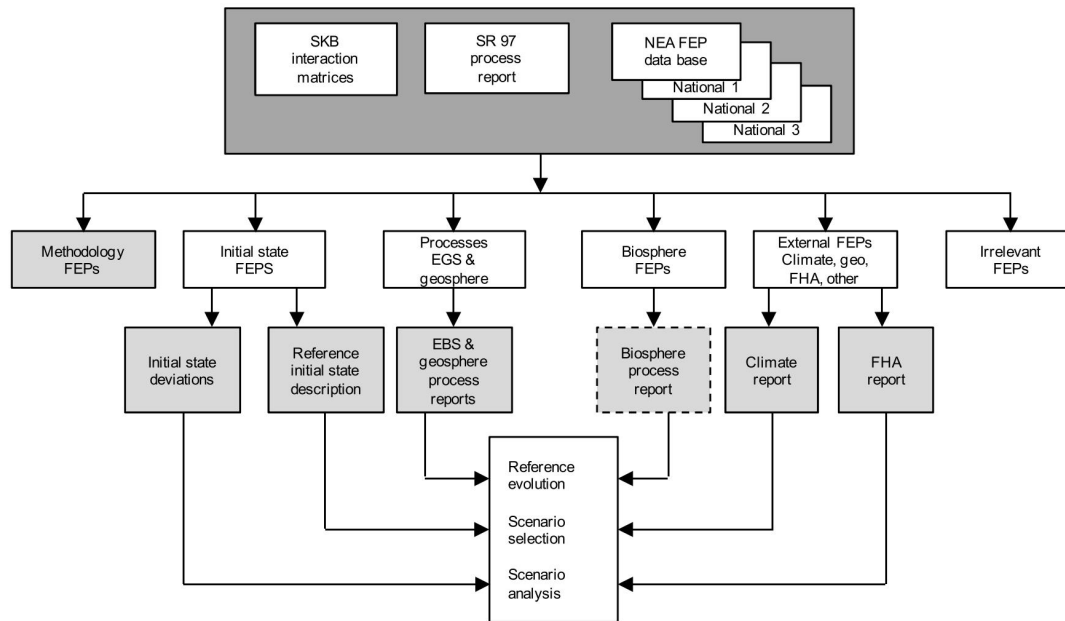 SKB
interaction
matrices
SR 97
process
report
NEA FEP
data base
National 1
National 2
National 3
Methodology
FEPs
Initial state
FEPS
Processes
EGS &
geosphere
Biosphere
FEPs
External FEPs
Climate, geo,
FHA, other
Irrelevant
FEPs
Initial state
deviations
Reference
initial state
description
EBS &
geosphere
process
reports
Biosphere
process
report
Climate
report
FHA
report
Reference
evolution
Scenario
selection
Scenario
analysis